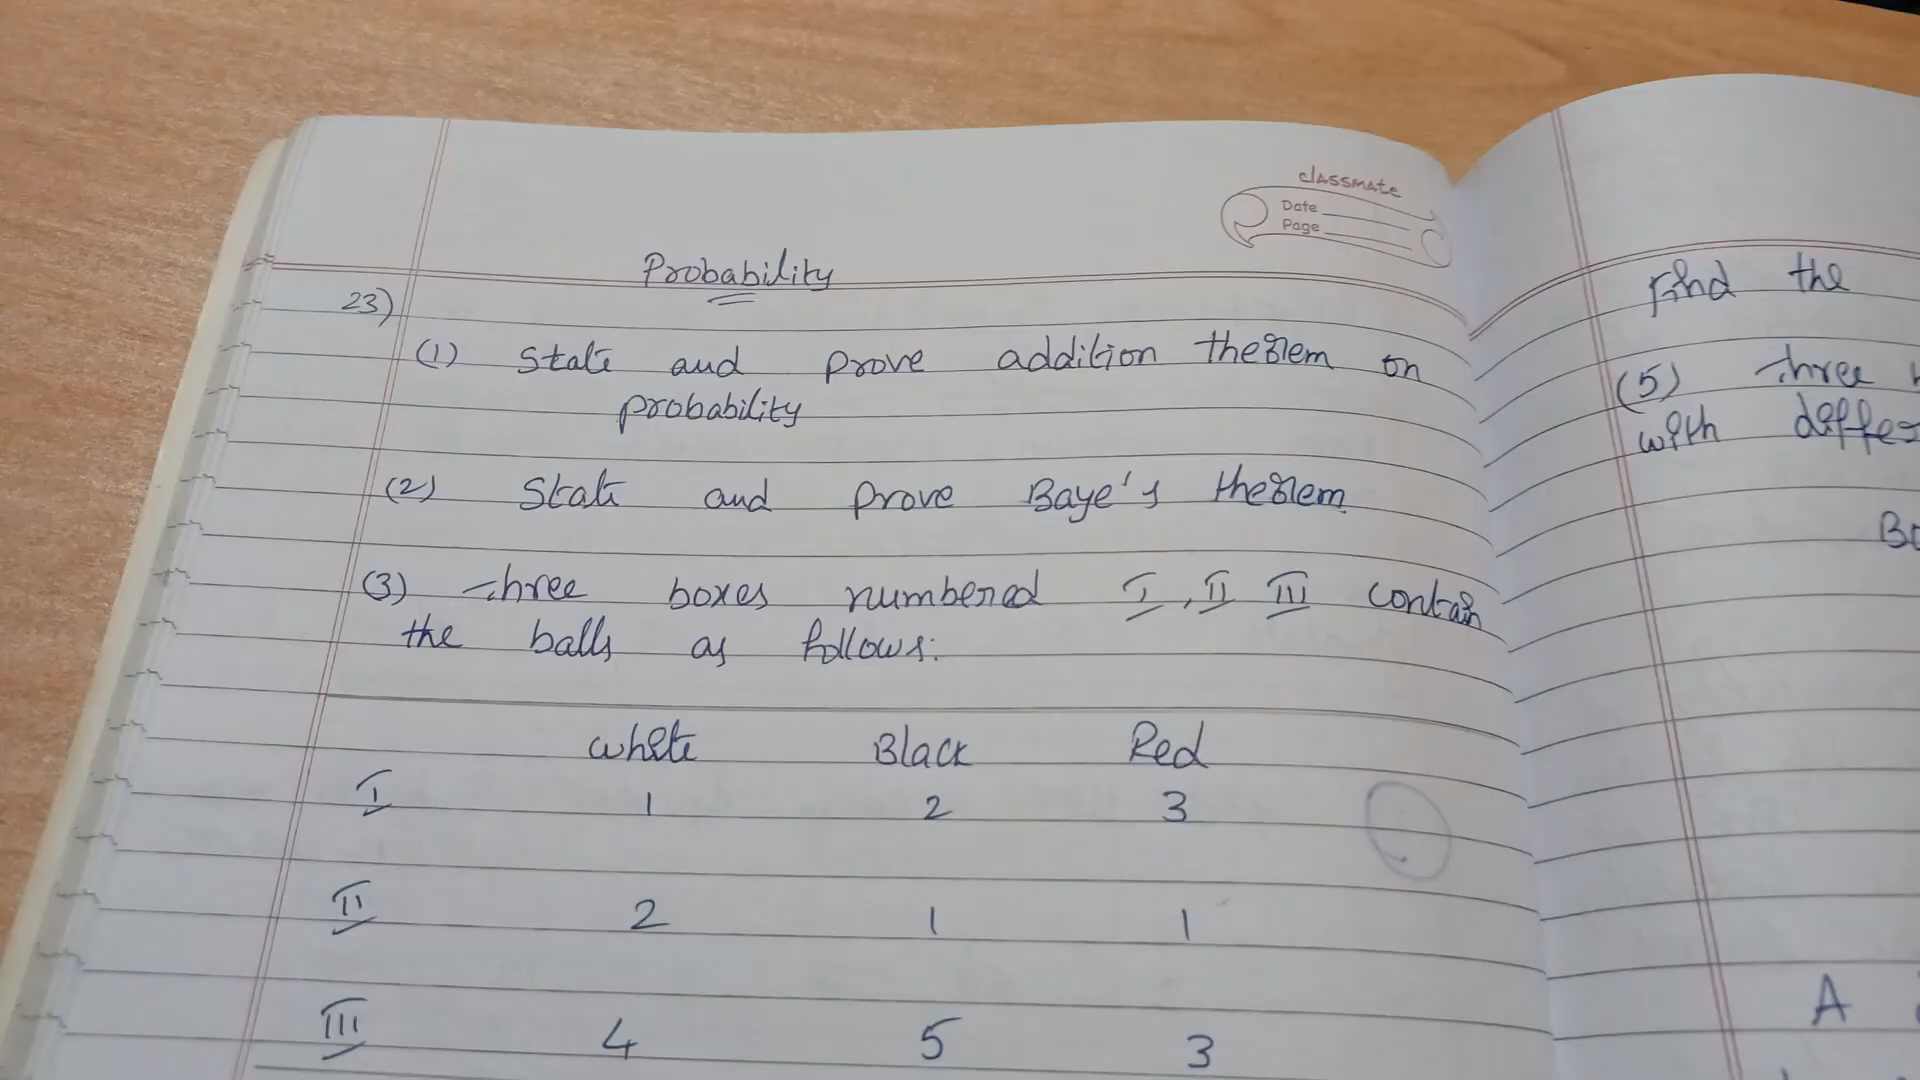 classmate
Date
Page
Probability
23)
(1) State and prove addition theorem on
probability
(2) State and prove Baye's theorem
(3) Three boxes numbered I, II III contain
the balls as follows:
White Black Red
I 1 2 3
II 2 1 1
III 4 5 3
Find the
(5) Three
with
A